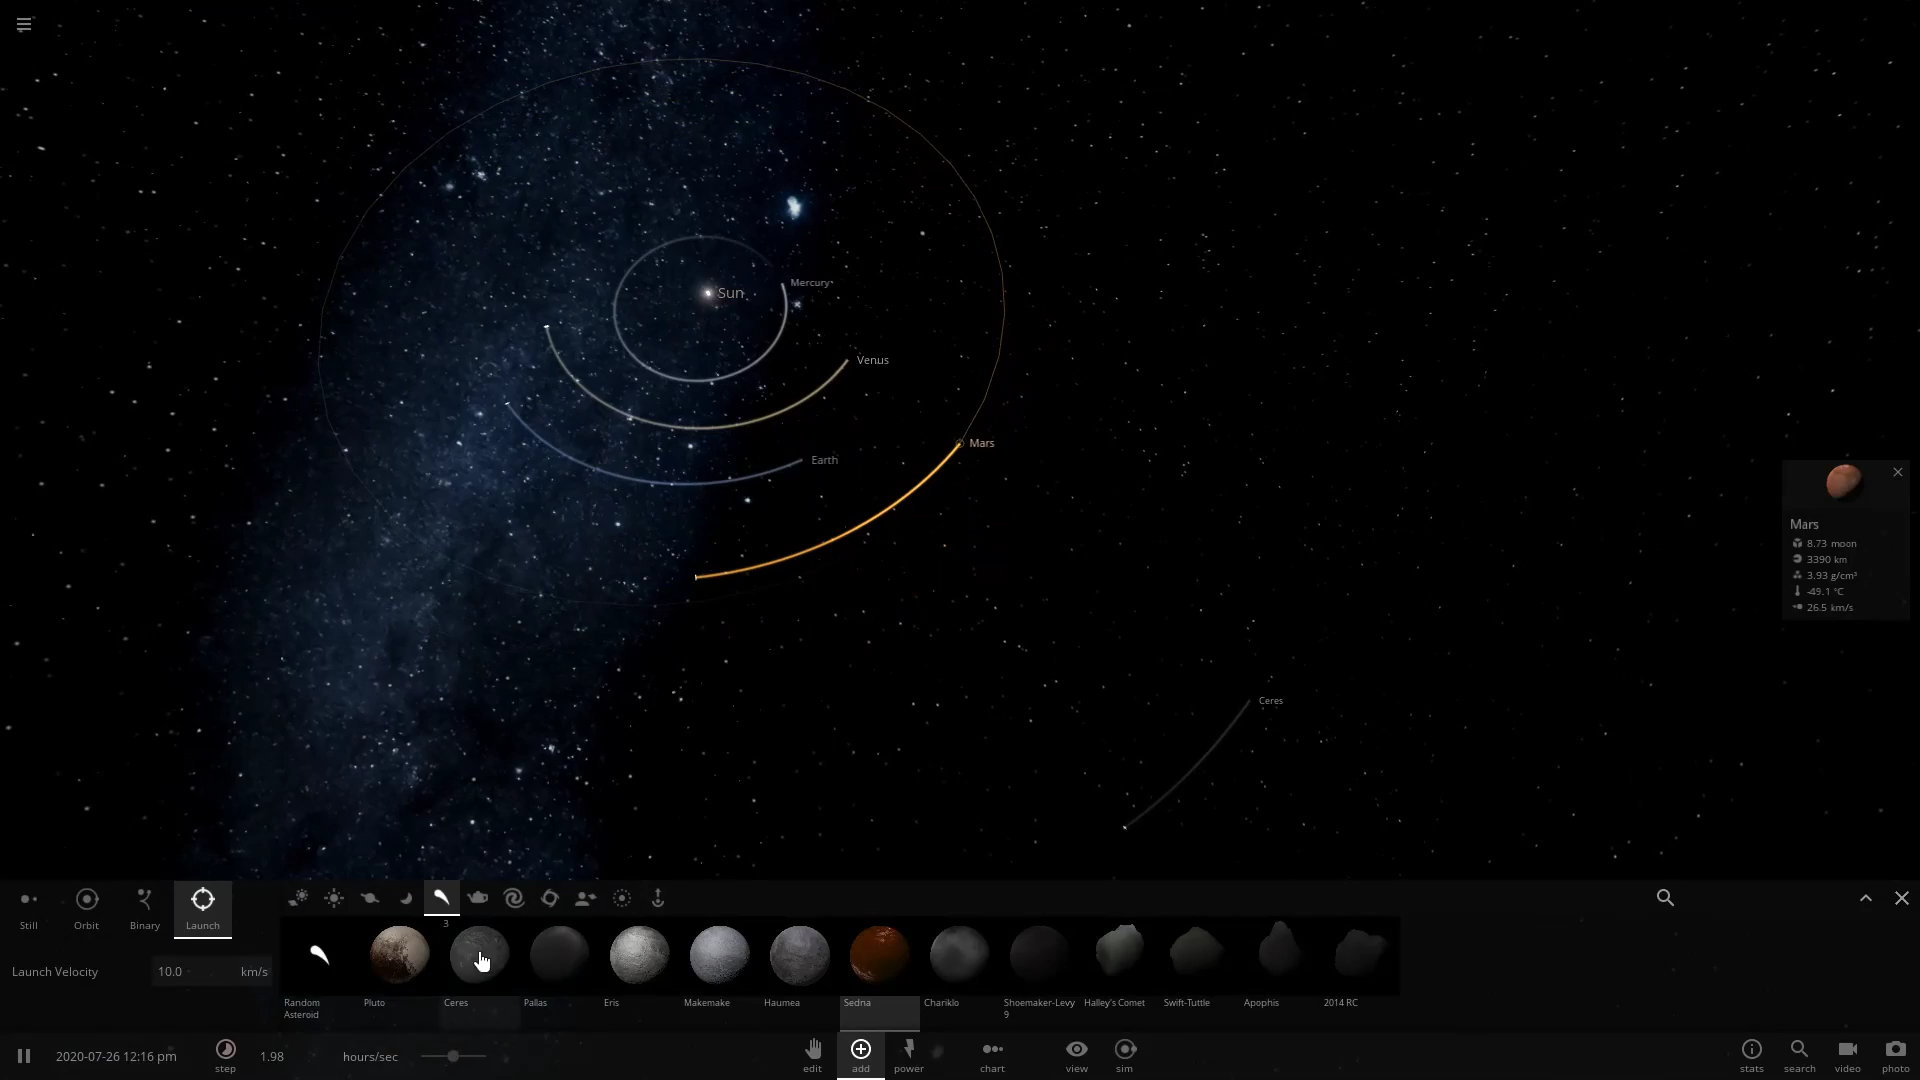 Sun
Mercury
Venus
Mars
Earth
Ceres
Mars
8.73 moon
3390 km
3.93 g/cm³
-49.1 °C
26.5 km/s
Still
Orbit
Binary
Launch
Launch Velocity
10.0
km/s
3
Random
Asteroid
Pluto
Ceres
Pallas
Eris
Makemake
Haumea
Sedna
Chariklo
Shoemaker-Levy
9
Halley's Comet
Swift-Tuttle
Apophis
2014 RC
2020-07-26 12:16 pm
step
1.98
hours/sec
edit
add
power
chart
view
sim
stats
search
video
photo